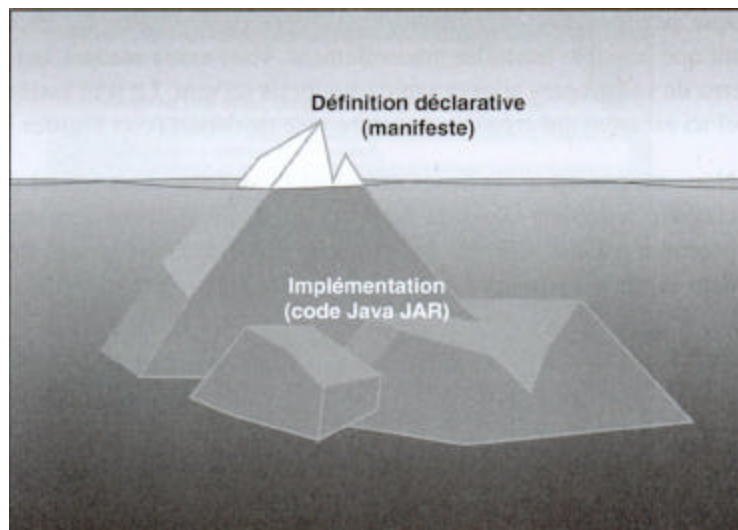 Définition déclarative
(manifeste)
Implémentation
(code Java JAR)